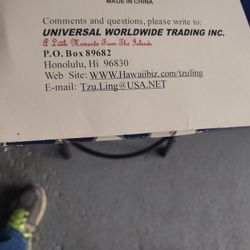 MADE IN CHINA
Comments and questions, please write to:
UNIVERSAL WORLDWIDE TRADING INC.
A Little Memento From The Islands
P.O. Box 89682
Honolulu, Hi 96830
Web Site: WWW.Hawaiibiz.com/tzuling
E-mail: Tzu.Ling@USA.NET